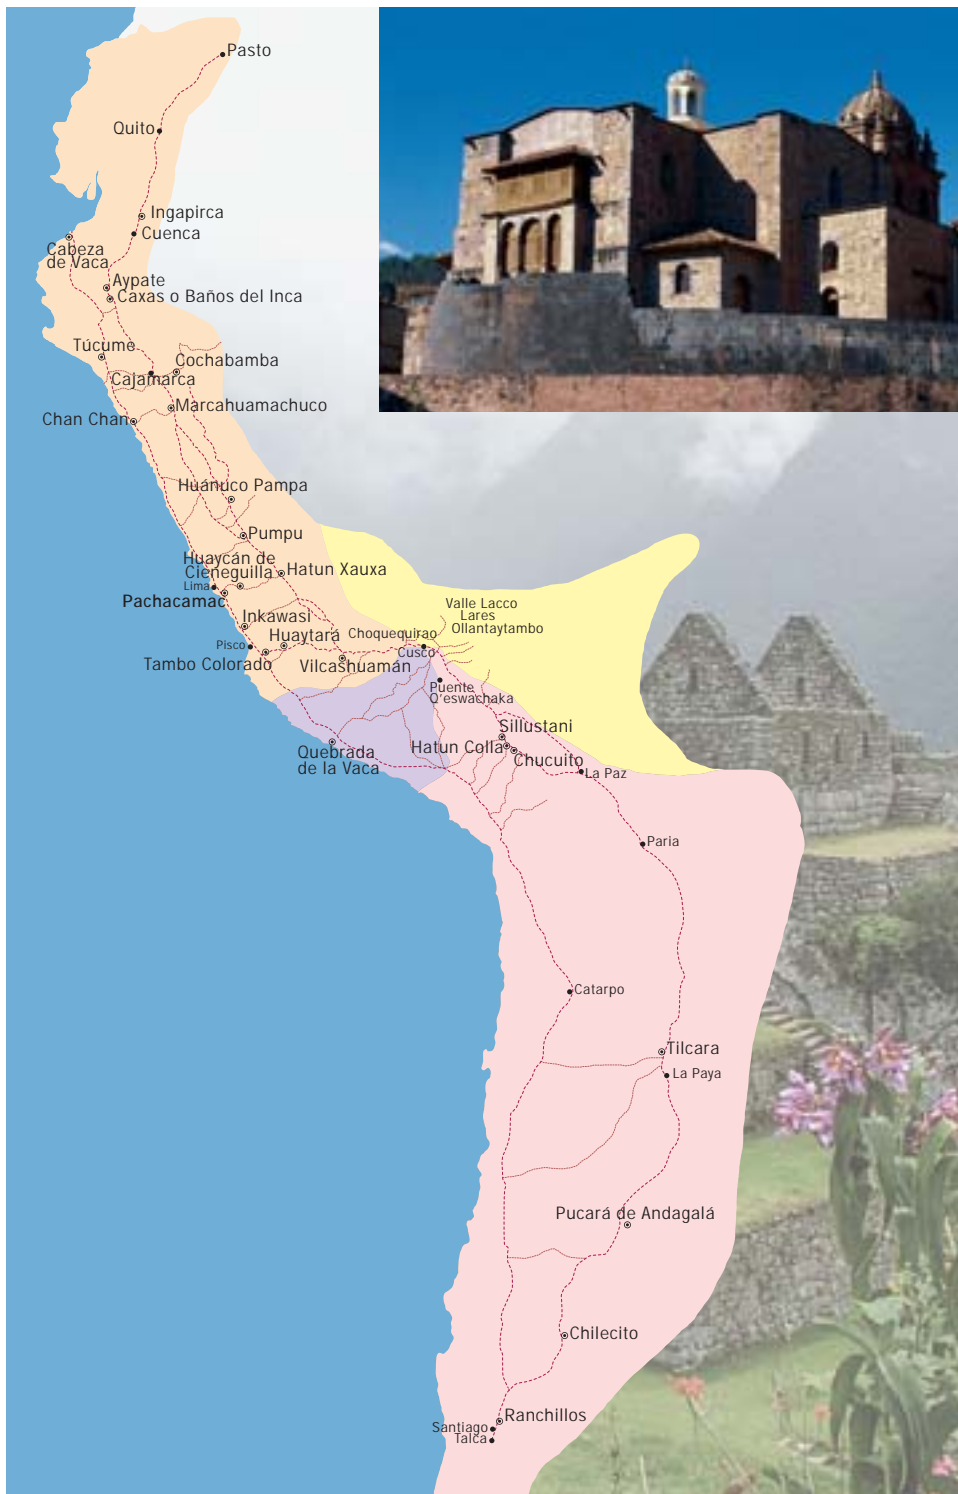 Pasto
Quito
Ingapirca
Cuenca
Cabeza
de Vaca
Aypate
Caxas o Baños del Inca
Túcume
Cochabamba
Cajamarca
Marcahuamachuco
Chan Chan
Huánuco Pampa
Pumpu
Huaycán de
Cieneguilla
Hatun Xauxa
Lima
Pachacamac
Inkawasi
Valle Lacco
Lares
Ollantaytambo
Huaytará
Choquequirao
Pisco
Cusco
Tambo Colorado
Vilcashuamán
Puente
Q'eswachaka
Sillustani
Hatun Colla
Quebrada
de la Vaca
Chucuito
La Paz
Paria
Catarpo
Tilcara
La Paya
Pucará de Andagalá
Chilecito
Ranchillos
Santiago
Talca